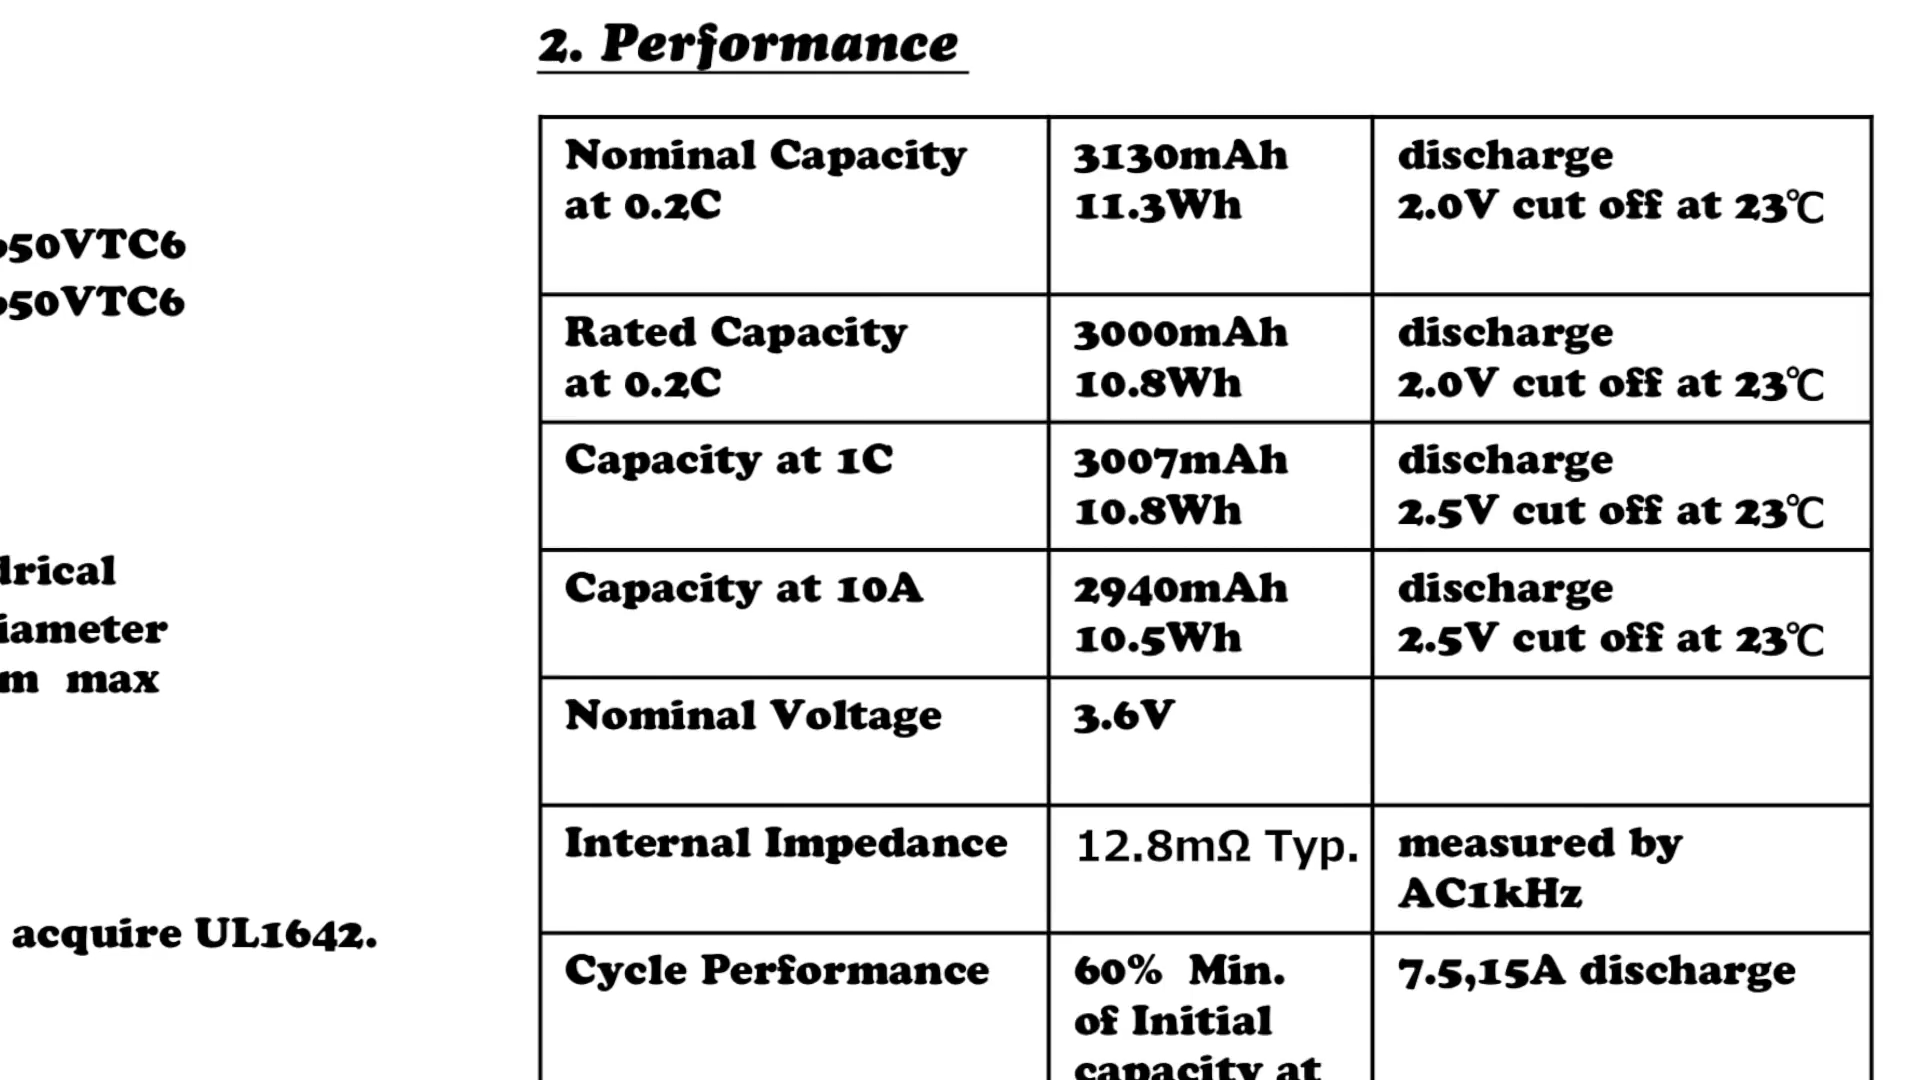 2. Performance
50VTC6
50VTC6
drical
iameter
m max
acquire UL1642.
Nominal Capacity
at 0.2C
3130mAh
11.3Wh
discharge
2.0V cut off at 23℃
Rated Capacity
at 0.2C
3000mAh
10.8Wh
discharge
2.0V cut off at 23℃
Capacity at 1C
3007mAh
10.8Wh
discharge
2.5V cut off at 23℃
Capacity at 10A
2940mAh
10.5Wh
discharge
2.5V cut off at 23℃
Nominal Voltage
3.6V
Internal Impedance
12.8mΩ Typ.
measured by
AC1kHz
Cycle Performance
60% Min.
of Initial
capacity at
7.5,15A discharge